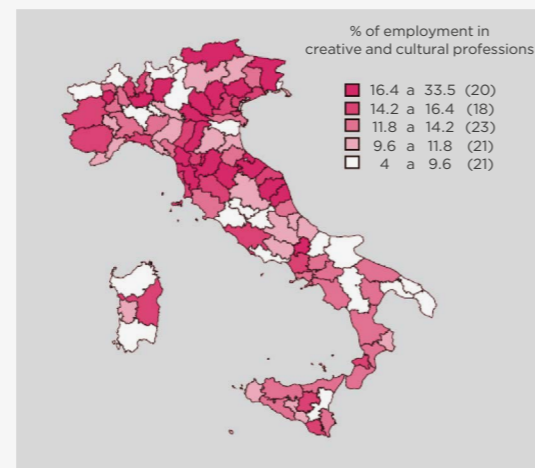 % of employment in
creative and cultural professions
16.4 a 33.5 (20)
14.2 a 16.4 (18)
11.8 a 14.2 (23)
9.6 a 11.8 (21)
4 a 9.6 (21)